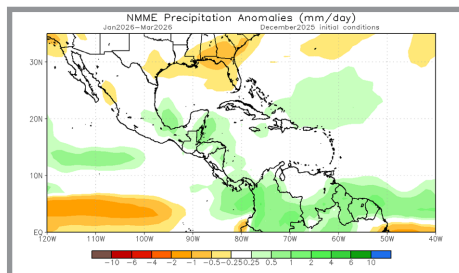 NMME Precipitation Anomalies (mm/day)
Jan2026–Mar2026 December2025 initial conditions
30N
20N
10N
EQ
120W 110W 100W 90W 80W 70W 60W 50W 40W
-10 -6 -4 -2 -1 -0.5 -0.25 0.25 0.5 1 2 4 6 10